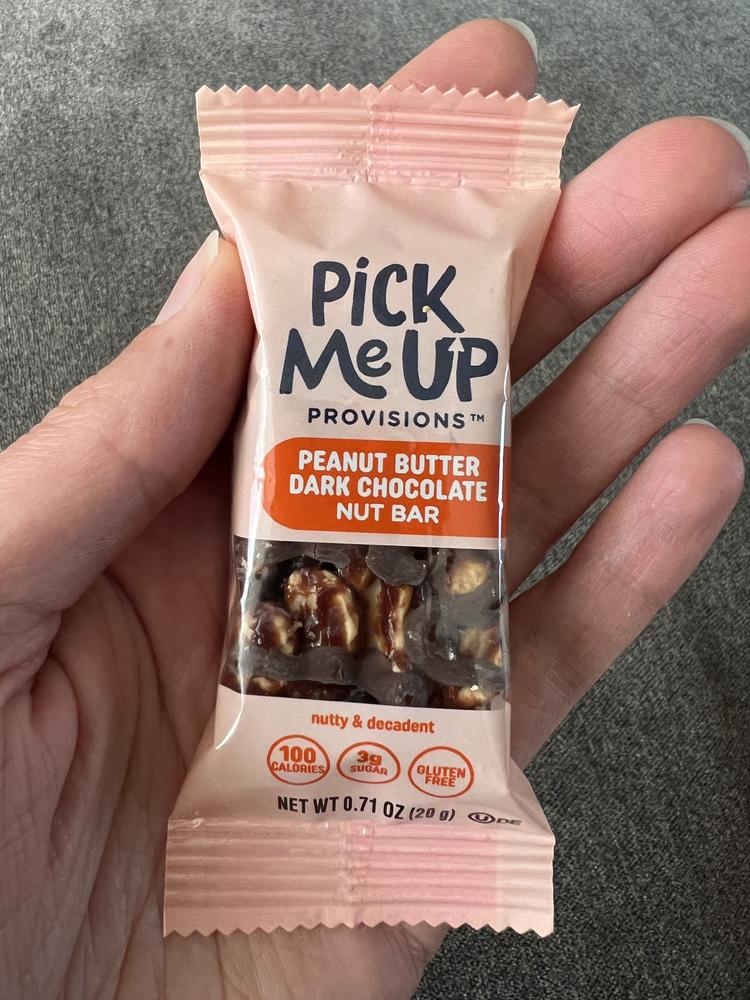 PiCK
Me UP
PROVISIONS™
PEANUT BUTTER
DARK CHOCOLATE
NUT BAR
nutty & decadent
100
CALORIES
3g
SUGAR
GLUTEN
FREE
NET WT 0.71 OZ (20 g) U DE